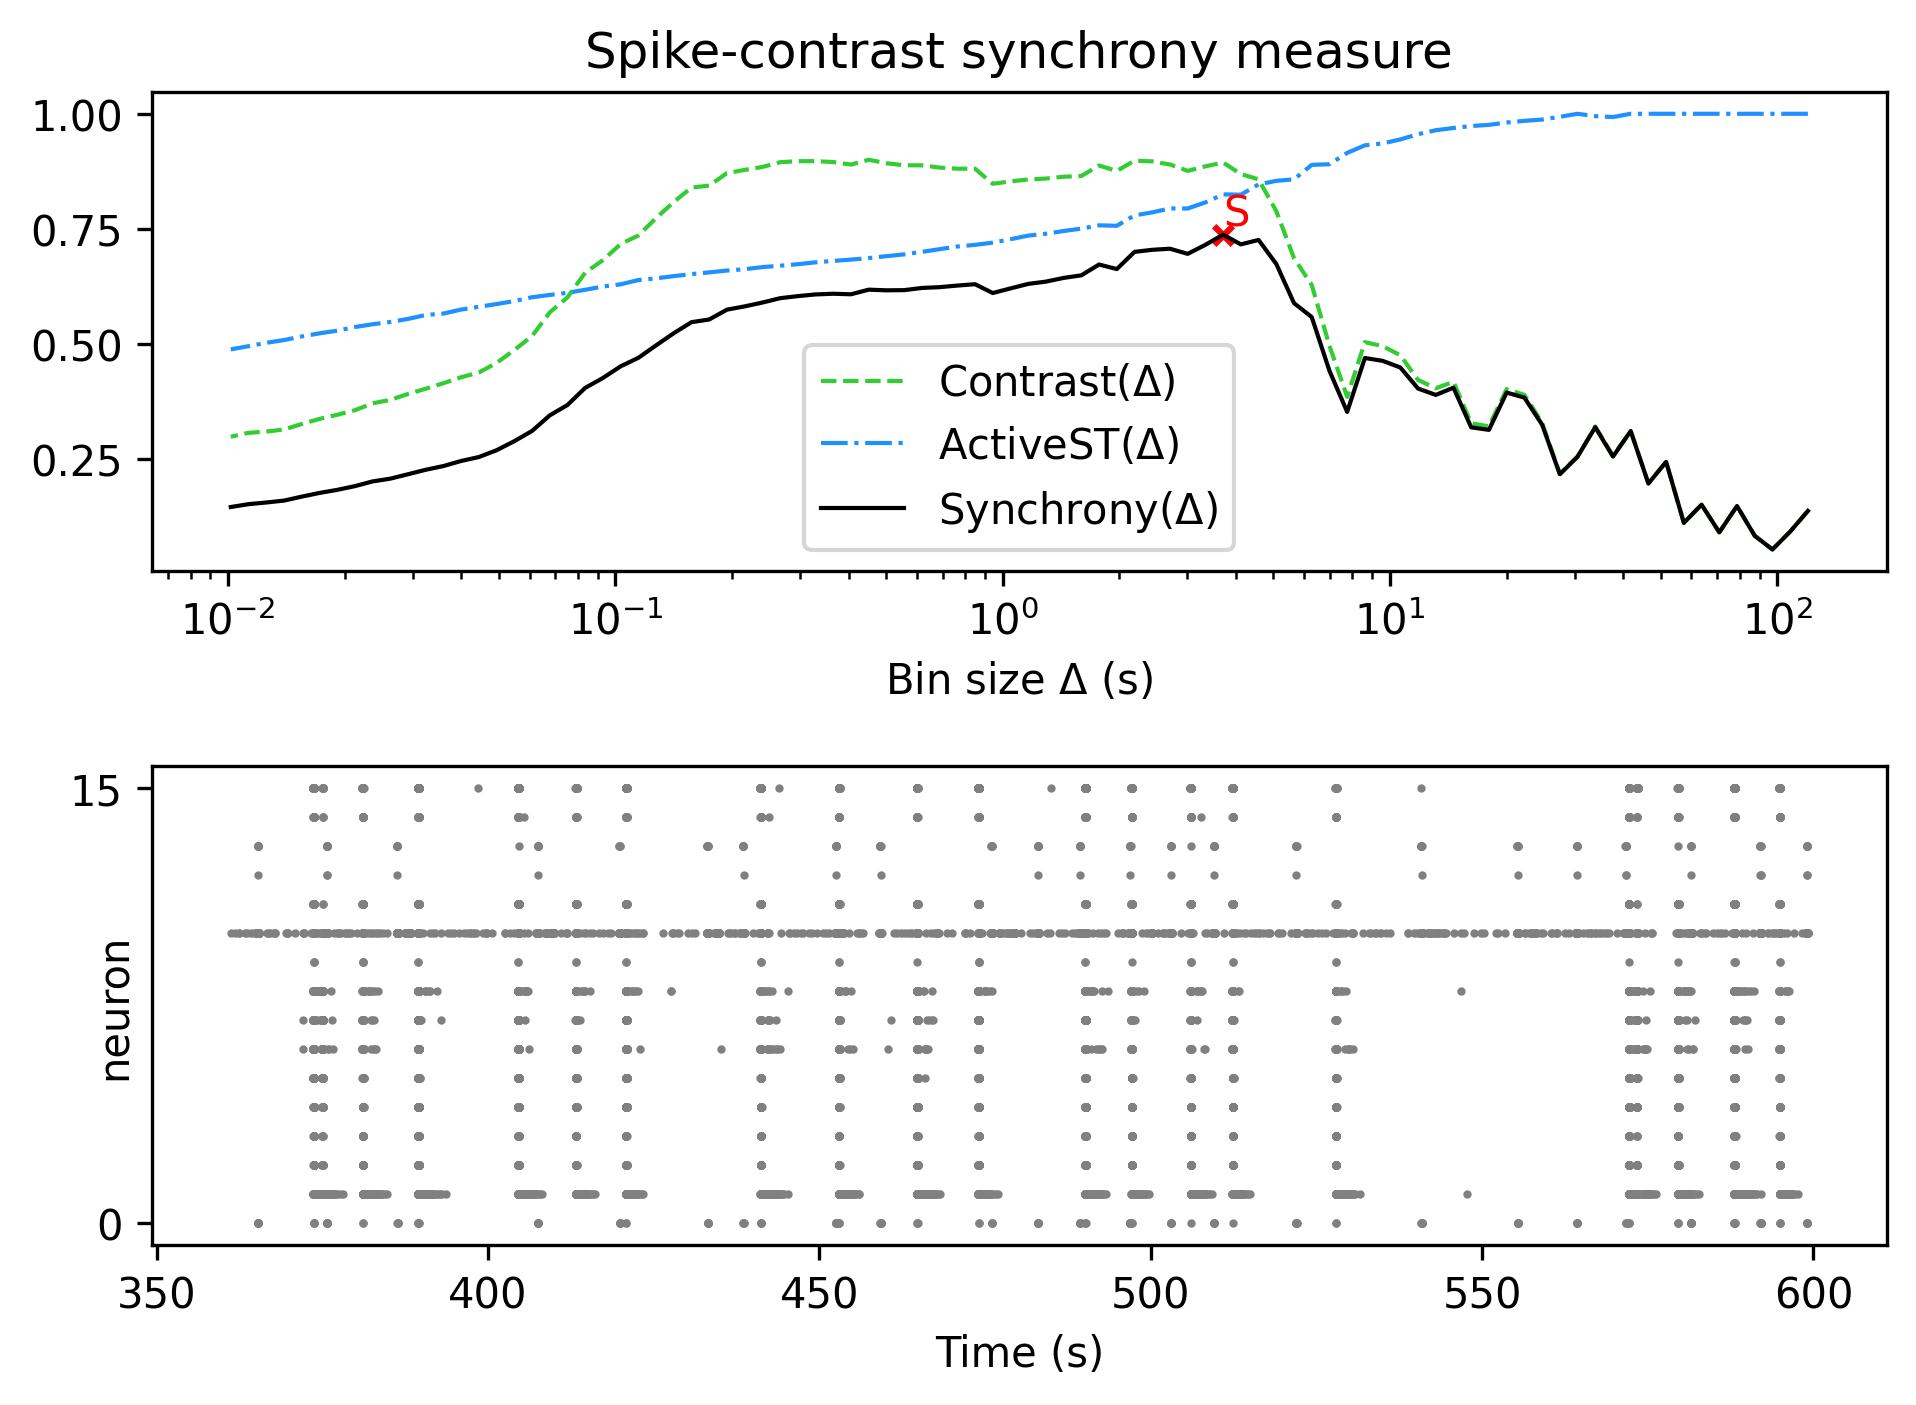 Spike-contrast synchrony measure
1.00
0.75
0.50
0.25
S
Contrast(Δ)
ActiveST(Δ)
Synchrony(Δ)
10⁻² 10⁻¹ 10⁰ 10¹ 10²
Bin size Δ (s)
15
0
neuron
350 400 450 500 550 600
Time (s)